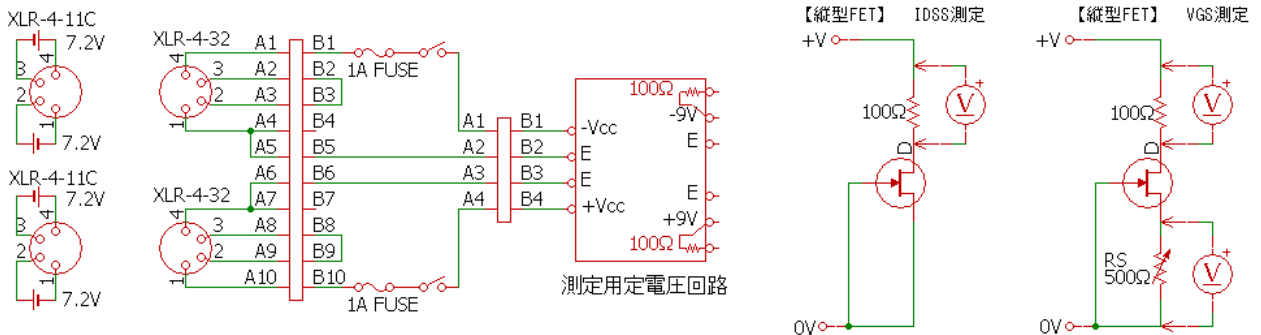 XLR-4-11C
7.2V
4
3
2
1
7.2V
XLR-4-11C
7.2V
4
3
2
1
7.2V
XLR-4-32
4
3
2
1
XLR-4-32
4
3
2
1
A1 B1
A2 B2
A3 B3
A4 B4
A5 B5
A6 B6
A7 B7
A8 B8
A9 B9
A10 B10
1A FUSE
1A FUSE
A1 B1
A2 B2
A3 B3
A4 B4
-Vcc
E
E
+Vcc
100Ω
-9V
E
E
+9V
100Ω
測定用定電圧回路
【縦型FET】 IDSS測定
+V
100Ω
V
+
D
0V
【縦型FET】 VGS測定
+V
100Ω
V
+
D
RS
500Ω
V
+
0V